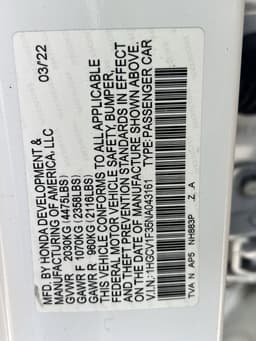 MFD. BY HONDA DEVELOPMENT & 03/22
MANUFACTURING OF AMERICA, LLC
GVWR 2030KG (4475LBS)
GAWR F 1070KG (2358LBS)
GAWR R 960KG (2116LBS)
THIS VEHICLE CONFORMS TO ALL APPLICABLE
FEDERAL MOTOR VEHICLE SAFETY, BUMPER,
AND THEFT PREVENTION STANDARDS IN EFFECT
ON THE DATE OF MANUFACTURE SHOWN ABOVE.
V.I.N.: 1HGCV1F35NA043161 TYPE:PASSENGER CAR
TVA N AP5 NH883P Z A